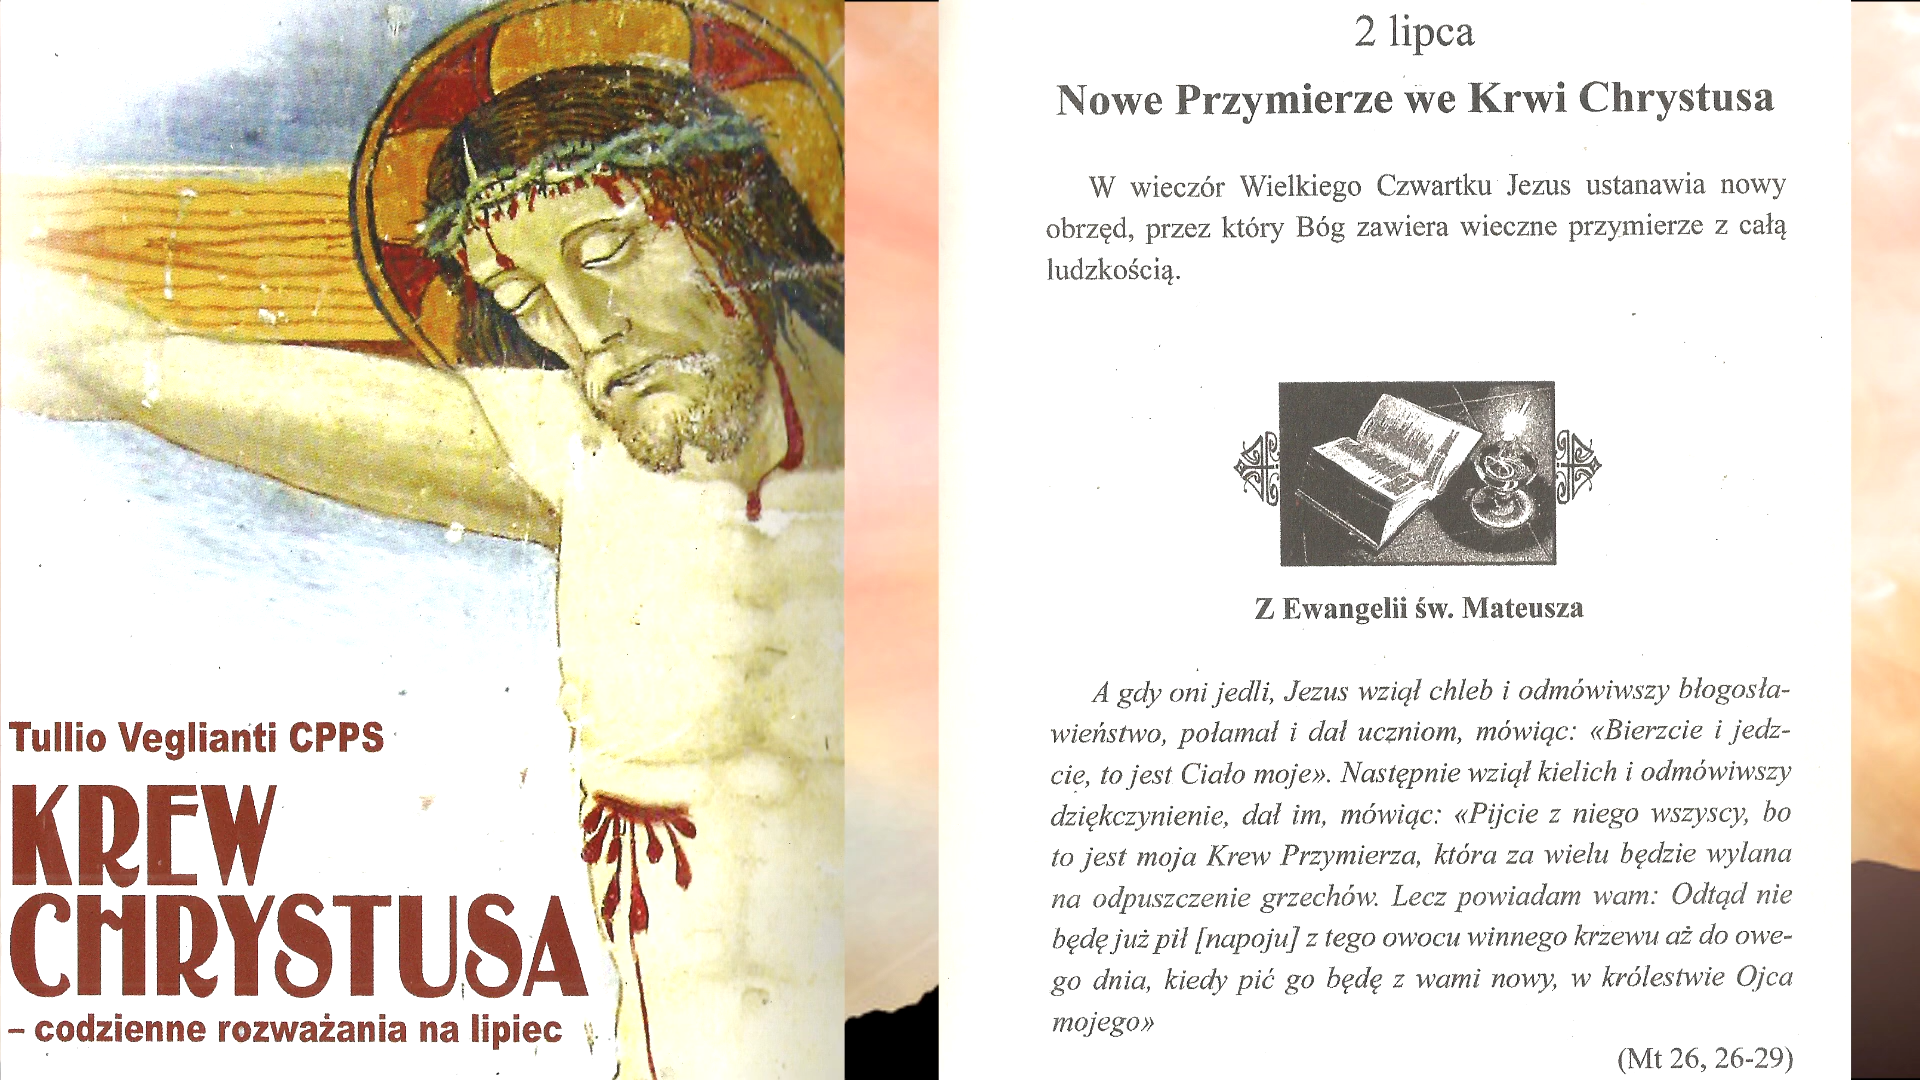 Tullio Veglianti CPPS
KREW
CHRYSTUSA
– codzienne rozważania na lipiec
2 lipca
Nowe Przymierze we Krwi Chrystusa
W wieczór Wielkiego Czwartku Jezus ustanawia nowy
obrzęd, przez który Bóg zawiera wieczne przymierze z całą
ludzkością.
Z Ewangelii św. Mateusza
A gdy oni jedli, Jezus wziął chleb i odmówiwszy błogosła-
wieństwo, połamał i dał uczniom, mówiąc: «Bierzcie i jedz-
cie, to jest Ciało moje». Następnie wziął kielich i odmówiwszy
dziękczynienie, dał im, mówiąc: «Pijcie z niego wszyscy, bo
to jest moja Krew Przymierza, która za wielu będzie wylana
na odpuszczenie grzechów. Lecz powiadam wam: Odtąd nie
będę już pił [napoju] z tego owocu winnego krzewu aż do owe-
go dnia, kiedy pić go będę z wami nowy, w królestwie Ojca
mojego»
(Mt 26, 26-29)